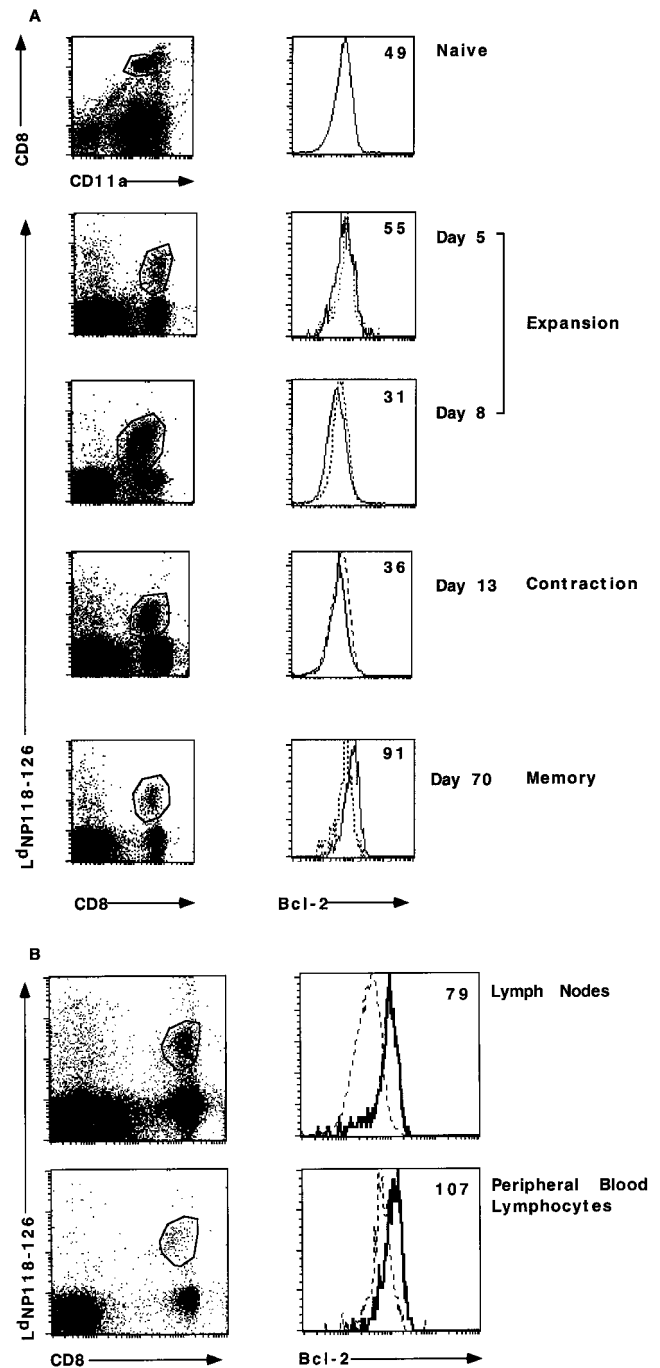 A
CD8
49
Naive
CD11a
55
Day 5
Expansion
31
Day 8
36
Day 13 Contraction
91
Day 70 Memory
LdNP118-126
CD8
Bcl-2
B
79
Lymph Nodes
107
Peripheral Blood
Lymphocytes
LdNP118-126
CD8
Bcl-2